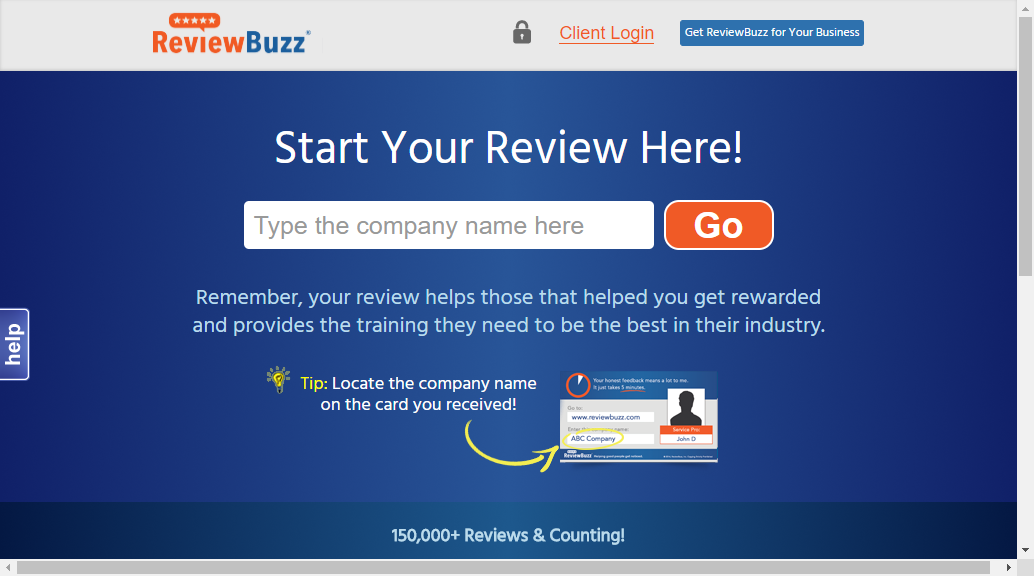 ReviewBuzz®
Client Login
Get ReviewBuzz for Your Business
Start Your Review Here!
Type the company name here
Go
Remember, your review helps those that helped you get rewarded
and provides the training they need to be the best in their industry.
help
Tip: Locate the company name
on the card you received!
Your honest feedback means a lot to me.
It just takes 5 minutes.
Go to:
www.reviewbuzz.com
Enter the company name:
ABC Company
Service Pro:
John D
ReviewBuzz
150,000+ Reviews & Counting!